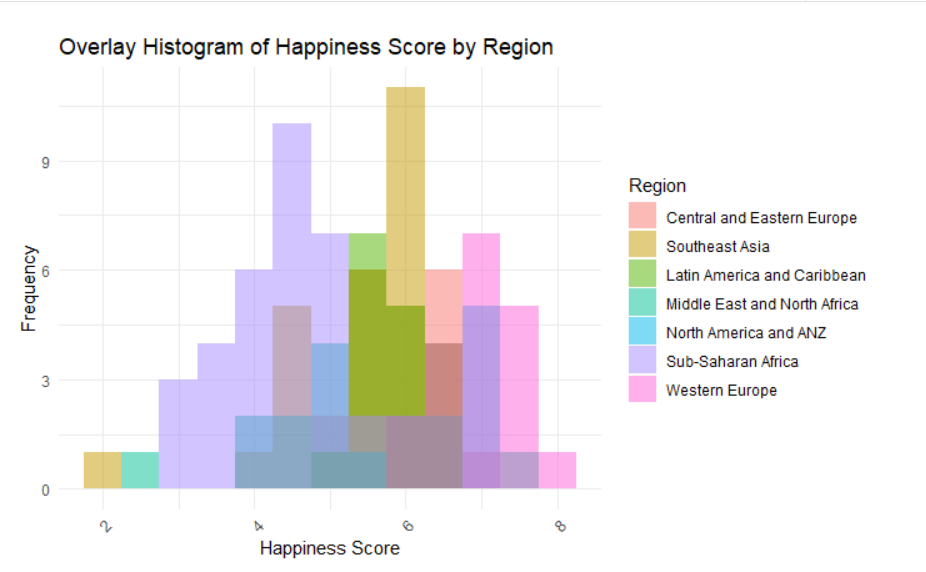 Overlay Histogram of Happiness Score by Region
9
6
3
0
Frequency
2
4
6
8
Happiness Score
Region
Central and Eastern Europe
Southeast Asia
Latin America and Caribbean
Middle East and North Africa
North America and ANZ
Sub-Saharan Africa
Western Europe